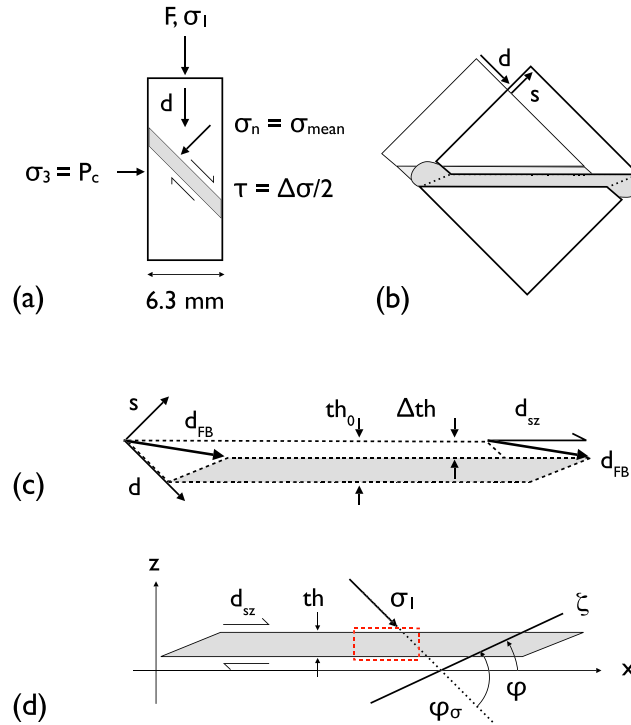 F, σ₁
d
σₙ = σmean
σ₃ = Pc
τ = Δσ/2
6.3 mm
(a)
d
s
(b)
s
dFB
th₀
Δth
dsz
dFB
d
(c)
z
dsz
th
σ₁
ζ
φ
φσ
x
(d)